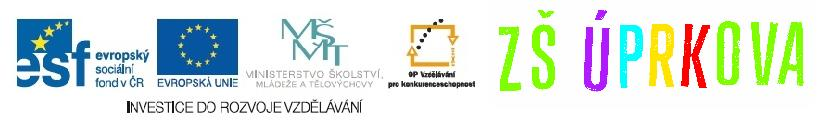 esf evropský
sociální
fond v ČR
EVROPSKÁ UNIE
MŠMT
MINISTERSTVO ŠKOLSTVÍ,
MLÁDEŽE A TĚLOVÝCHOVY
OP Vzdělávání
pro konkurenceschopnost
ZŠ ÚPRKOVA
INVESTICE DO ROZVOJE VZDĚLÁVÁNÍ